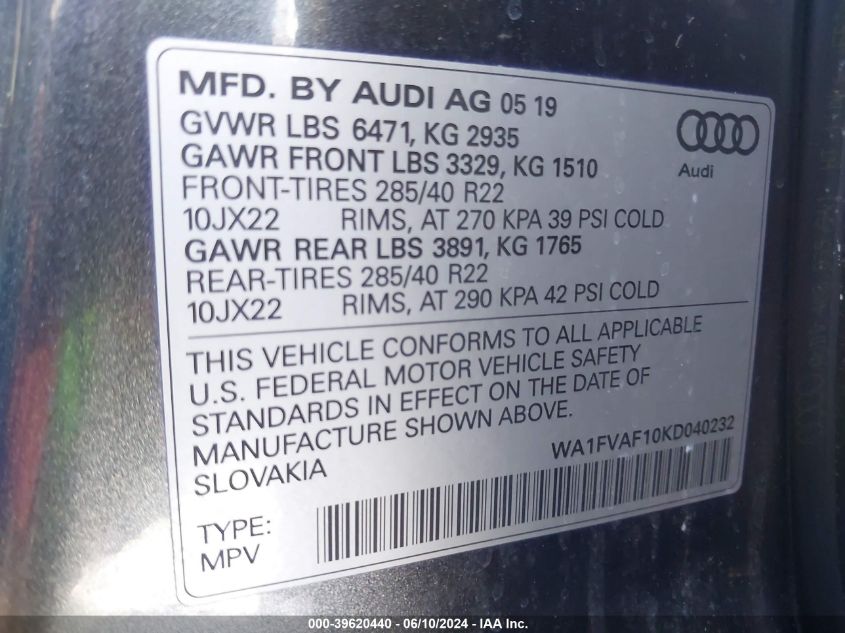 MFD. BY AUDI AG 05 19
GVWR LBS 6471, KG 2935
GAWR FRONT LBS 3329, KG 1510
FRONT-TIRES 285/40 R22
10JX22 RIMS, AT 270 KPA 39 PSI COLD
GAWR REAR LBS 3891, KG 1765
REAR-TIRES 285/40 R22
10JX22 RIMS, AT 290 KPA 42 PSI COLD
Audi
THIS VEHICLE CONFORMS TO ALL APPLICABLE
U.S. FEDERAL MOTOR VEHICLE SAFETY
STANDARDS IN EFFECT ON THE DATE OF
MANUFACTURE SHOWN ABOVE.
SLOVAKIA
WA1FVAF10KD040232
TYPE:
MPV
000-39620440 - 06/10/2024 - IAA Inc.